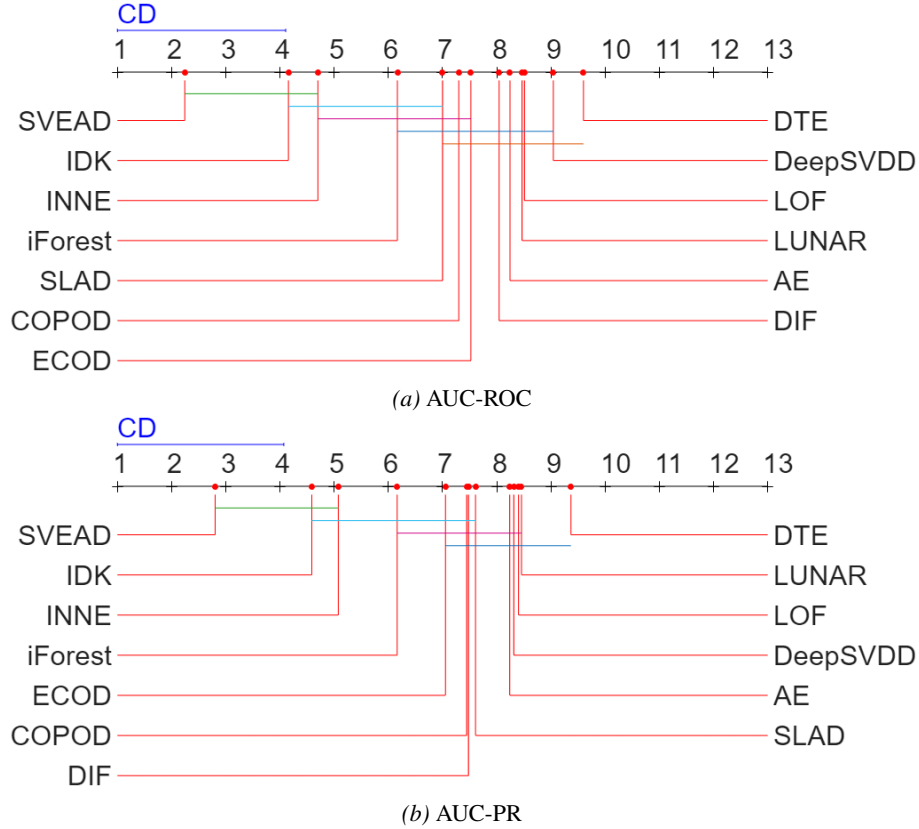 CD
1 2 3 4 5 6 7 8 9 10 11 12 13
SVEAD DTE
IDK DeepSVDD
INNE LOF
iForest LUNAR
SLAD AE
COPOD DIF
ECOD
(a) AUC-ROC
CD
1 2 3 4 5 6 7 8 9 10 11 12 13
SVEAD DTE
IDK LUNAR
INNE LOF
iForest DeepSVDD
ECOD AE
COPOD SLAD
DIF
(b) AUC-PR